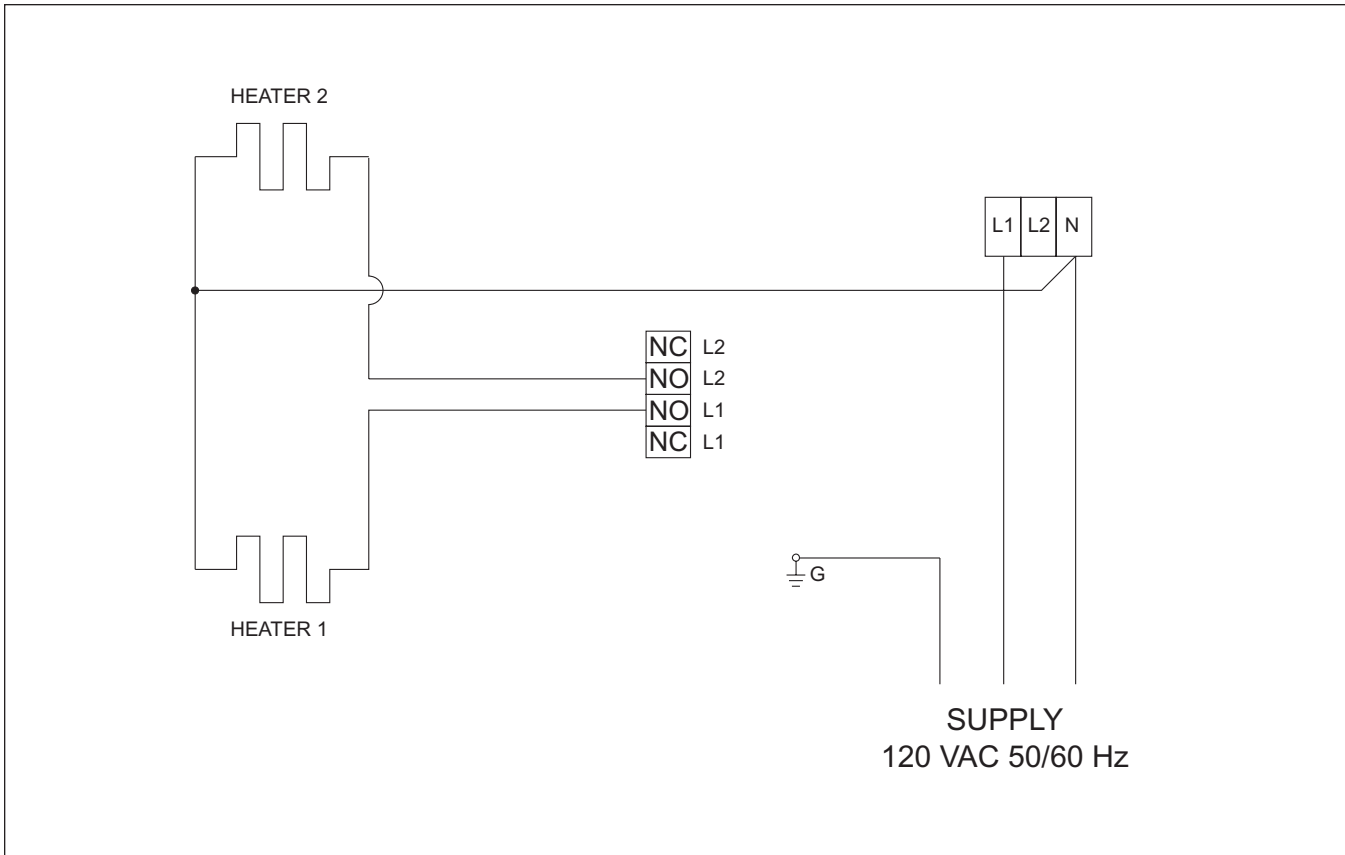 HEATER 2
L1 L2 N
NC L2
NO L2
NO L1
NC L1
G
HEATER 1
SUPPLY
120 VAC 50/60 Hz